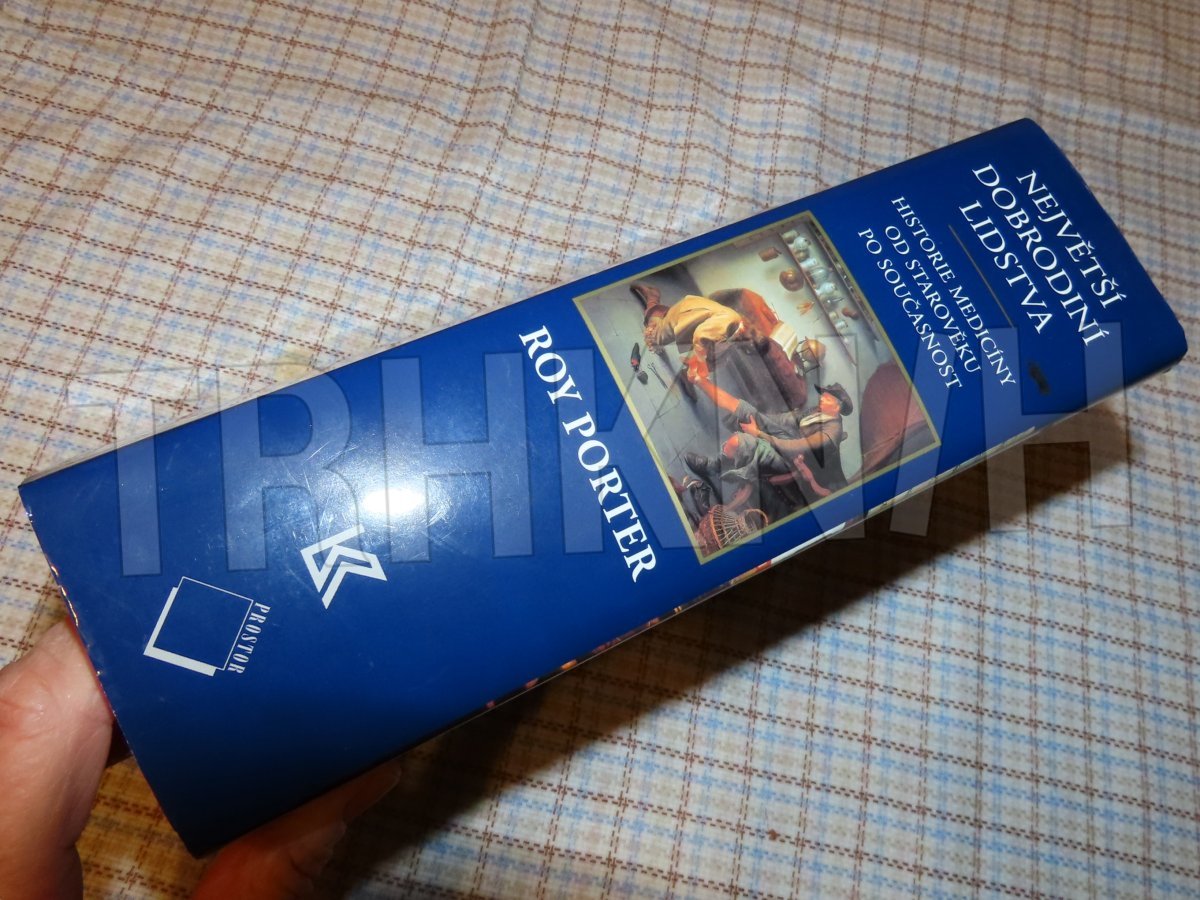 NEJVĚTŠÍ
DOBRODINÍ
LIDSTVA
HISTORIE MEDICÍNY
OD STAROVĚKU
PO SOUČASNOST
ROY PORTER
PROSTOR
TRHKNIH